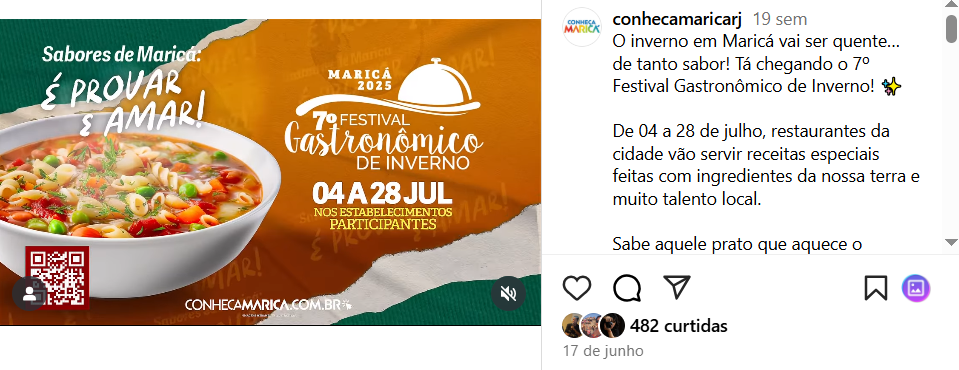 Sabores de Maricá:
É PROVAR
E AMAR!
MARICÁ
2025
7º FESTIVAL
Gastronômico
DE INVERNO
04 A 28 JUL
NOS ESTABELECIMENTOS
PARTICIPANTES
CONHECAMARICA.COM.BR
CONHEÇA
MARICÁ
conhecamaricarj 19 sem
O inverno em Maricá vai ser quente…
de tanto sabor! Tá chegando o 7º
Festival Gastronômico de Inverno! ✨
De 04 a 28 de julho, restaurantes da
cidade vão servir receitas especiais
feitas com ingredientes da nossa terra e
muito talento local.
Sabe aquele prato que aquece o
482 curtidas
17 de junho